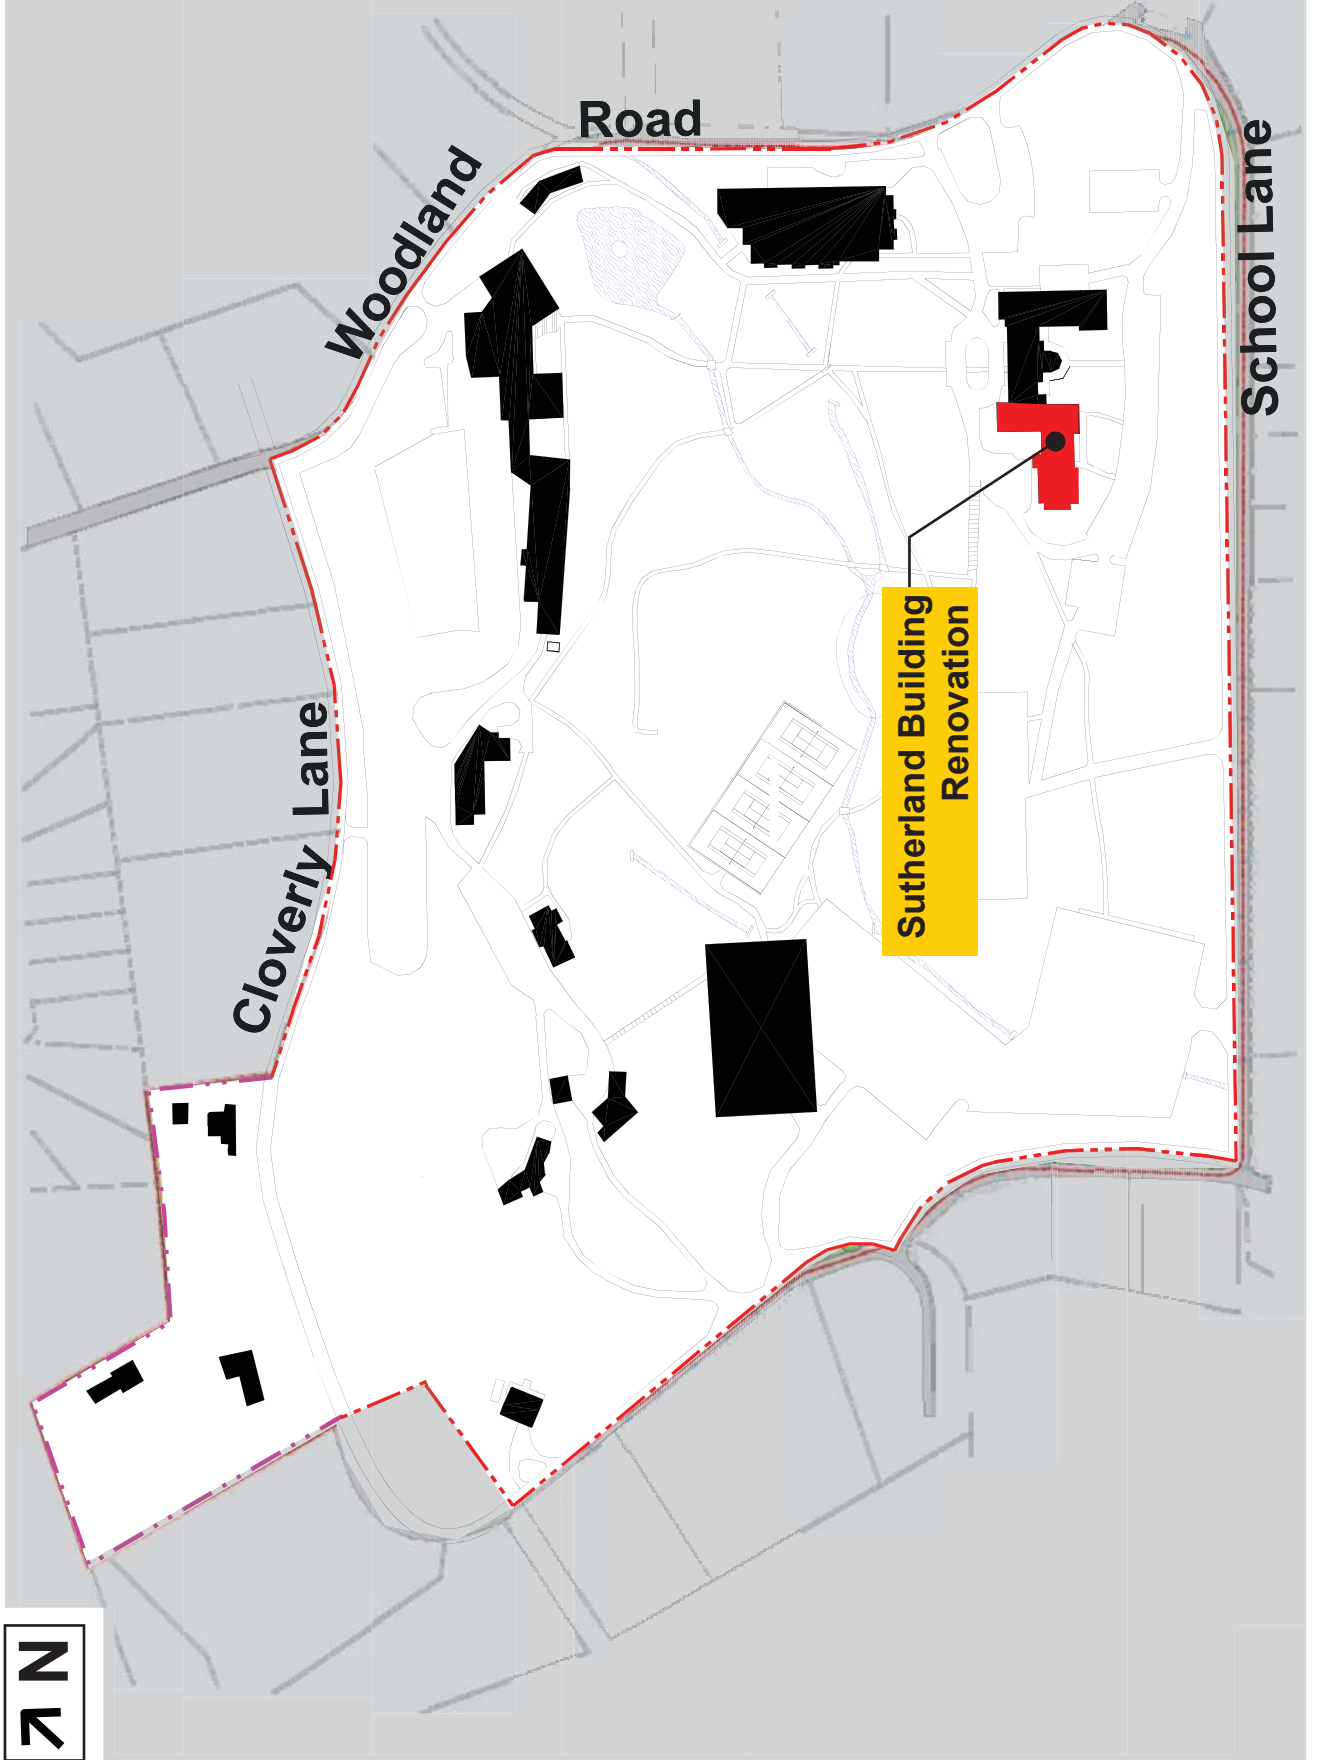 Woodland
Road
School Lane
Cloverly Lane
Sutherland Building
Renovation
N